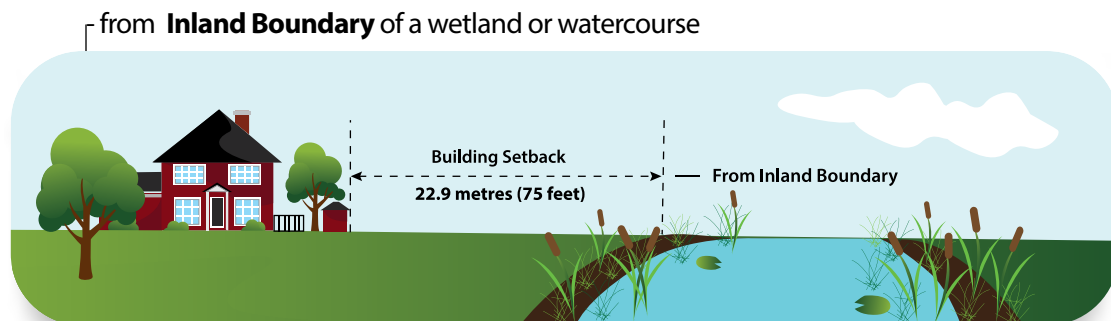 from Inland Boundary of a wetland or watercourse
Building Setback
22.9 metres (75 feet)
From Inland Boundary